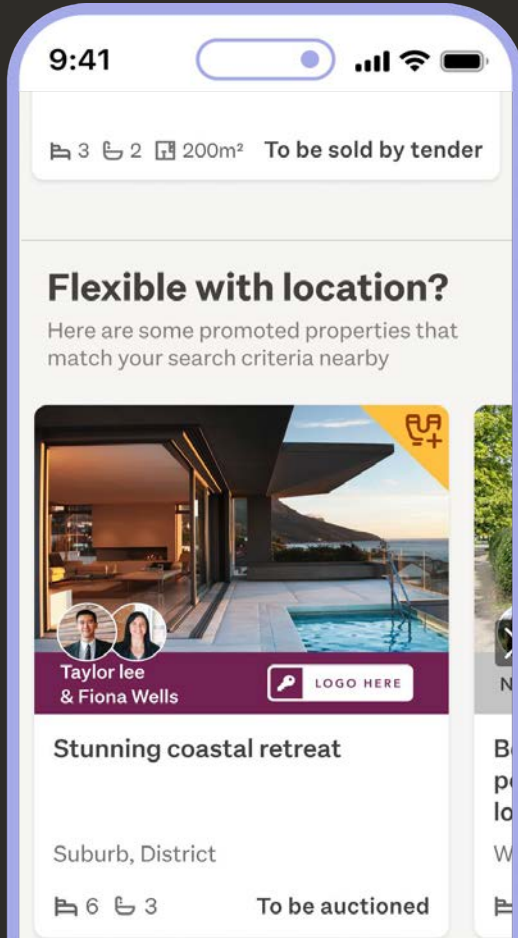 9:41
3 2 200m² To be sold by tender
Flexible with location?
Here are some promoted properties that
match your search criteria nearby
Taylor lee
& Fiona Wells
LOGO HERE
Stunning coastal retreat
Suburb, District
6 3 To be auctioned